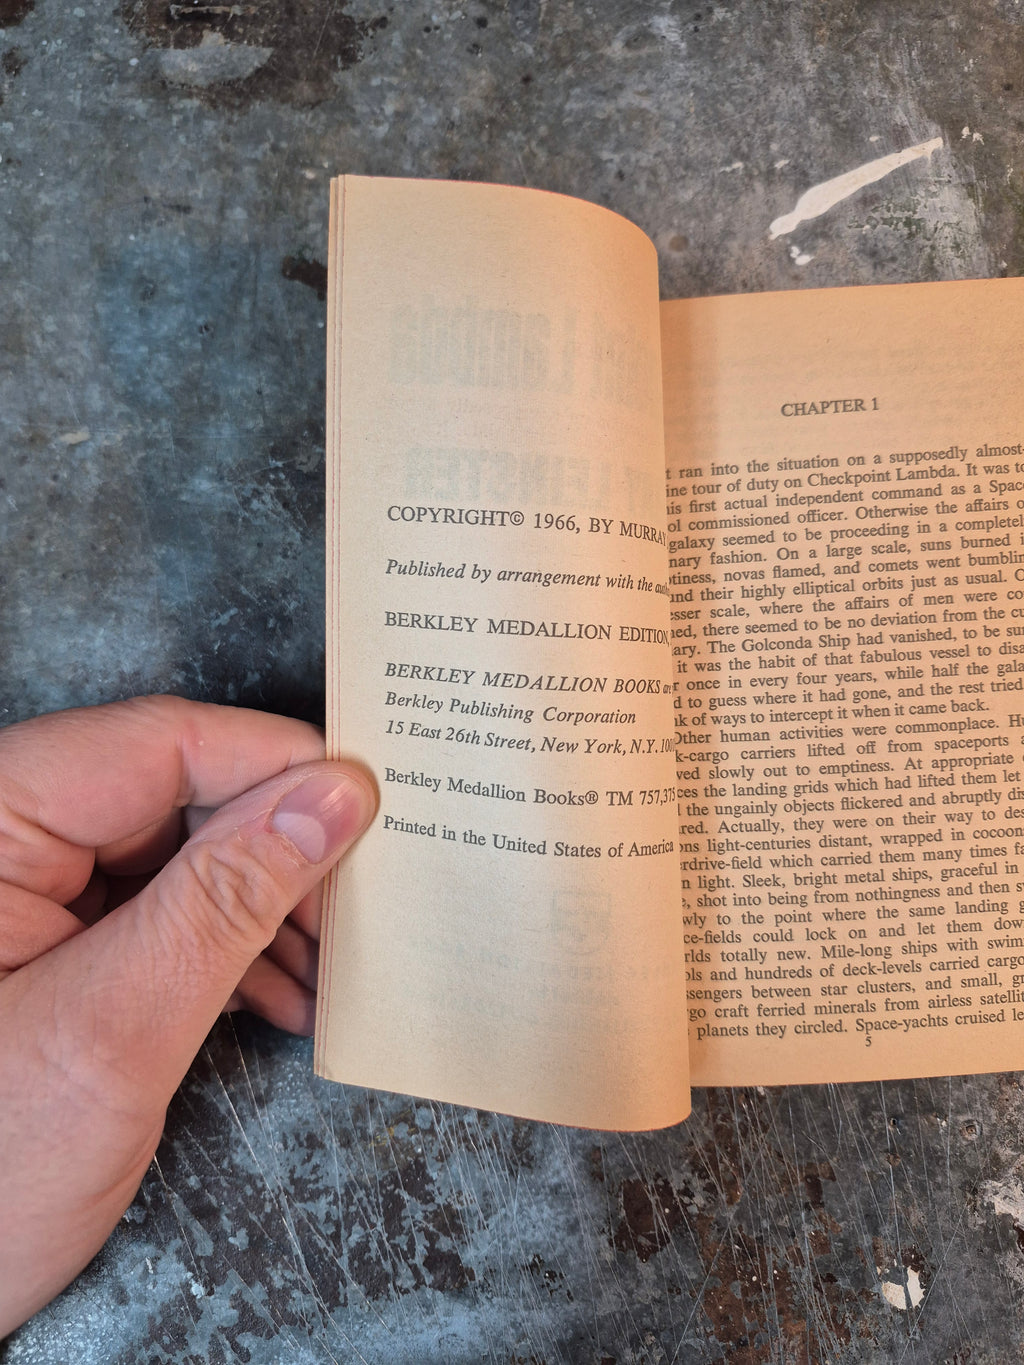 COPYRIGHT© 1966, BY MURRAY
Published by arrangement with the
BERKLEY MEDALLION EDITION,
BERKLEY MEDALLION BOOKS
Berkley Publishing Corporation
15 East 26th Street, New York, N.Y.
Berkley Medallion Books® TM 757,375
Printed in the United States of America
CHAPTER 1
ran into the situation on a supposedly almost-
tour of duty on Checkpoint Lambda. It was
first actual independent command as a
commissioned officer. Otherwise the affairs
galaxy seemed to be proceeding in a
fashion. On a large scale, suns burned
novas flamed, and comets went
their highly elliptical orbits just as usual.
scale, where the affairs of men were
there seemed to be no deviation from the
The Golconda Ship had vanished, to be
it was the habit of that fabulous vessel to
once in every four years, while half the
to guess where it had gone, and the rest tried
of ways to intercept it when it came back.
Other human activities were commonplace.
carriers lifted off from spaceports
slowly out to emptiness. At appropriate
the landing grids which had lifted them let
the ungainly objects flickered and abruptly
Actually, they were on their way to
light-centuries distant, wrapped in
which carried them many times
light. Sleek, bright metal ships, graceful in
shot into being from nothingness and then
to the point where the same landing
could lock on and let them
totally new. Mile-long ships with
and hundreds of deck-levels carried
between star clusters, and small,
craft ferried minerals from airless
planets they circled. Space-yachts cruised
5